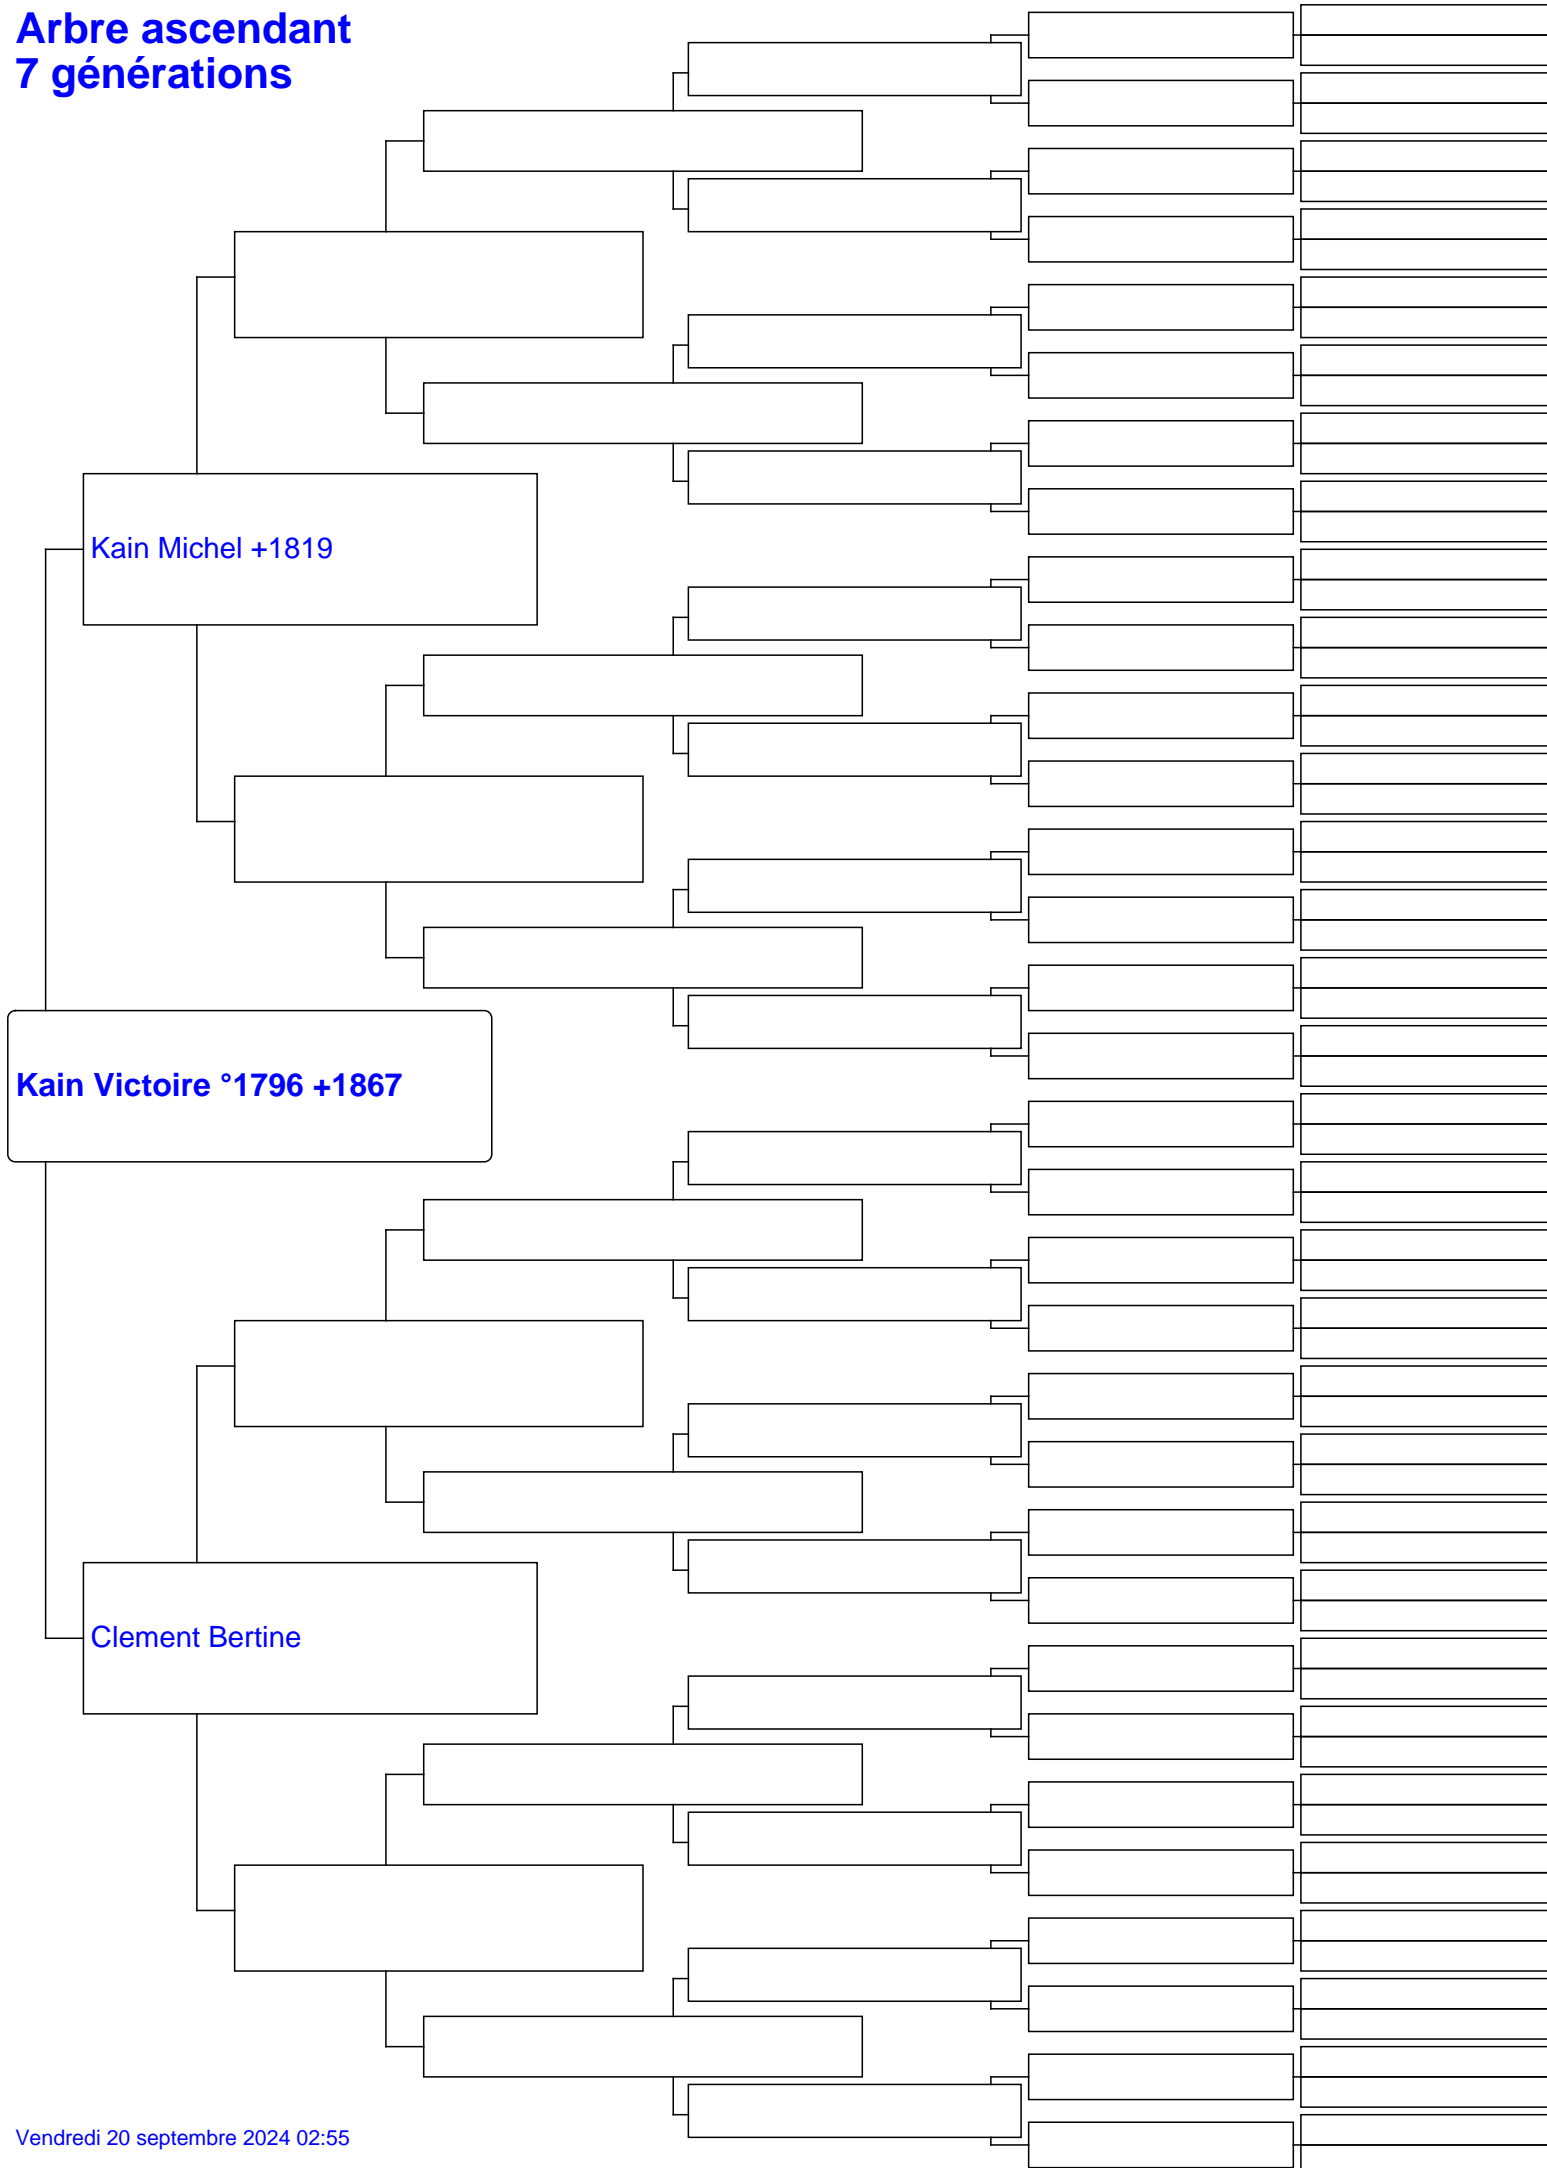 Arbre ascendant
7 générations
Kain Michel +1819
Kain Victoire °1796 +1867
Clement Bertine
Vendredi 20 septembre 2024 02:55